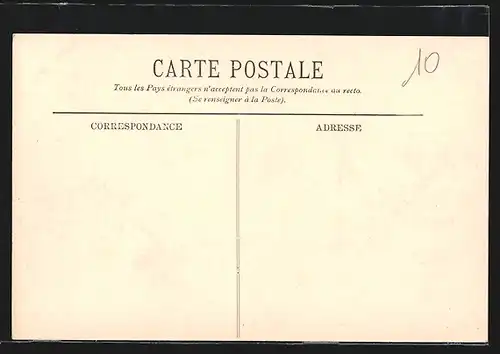 CARTE POSTALE
10
Tous les Pays étrangers n'acceptent pas la Correspondance au recto.
(Se renseigner à la Poste).
CORRESPONDANCE
ADRESSE